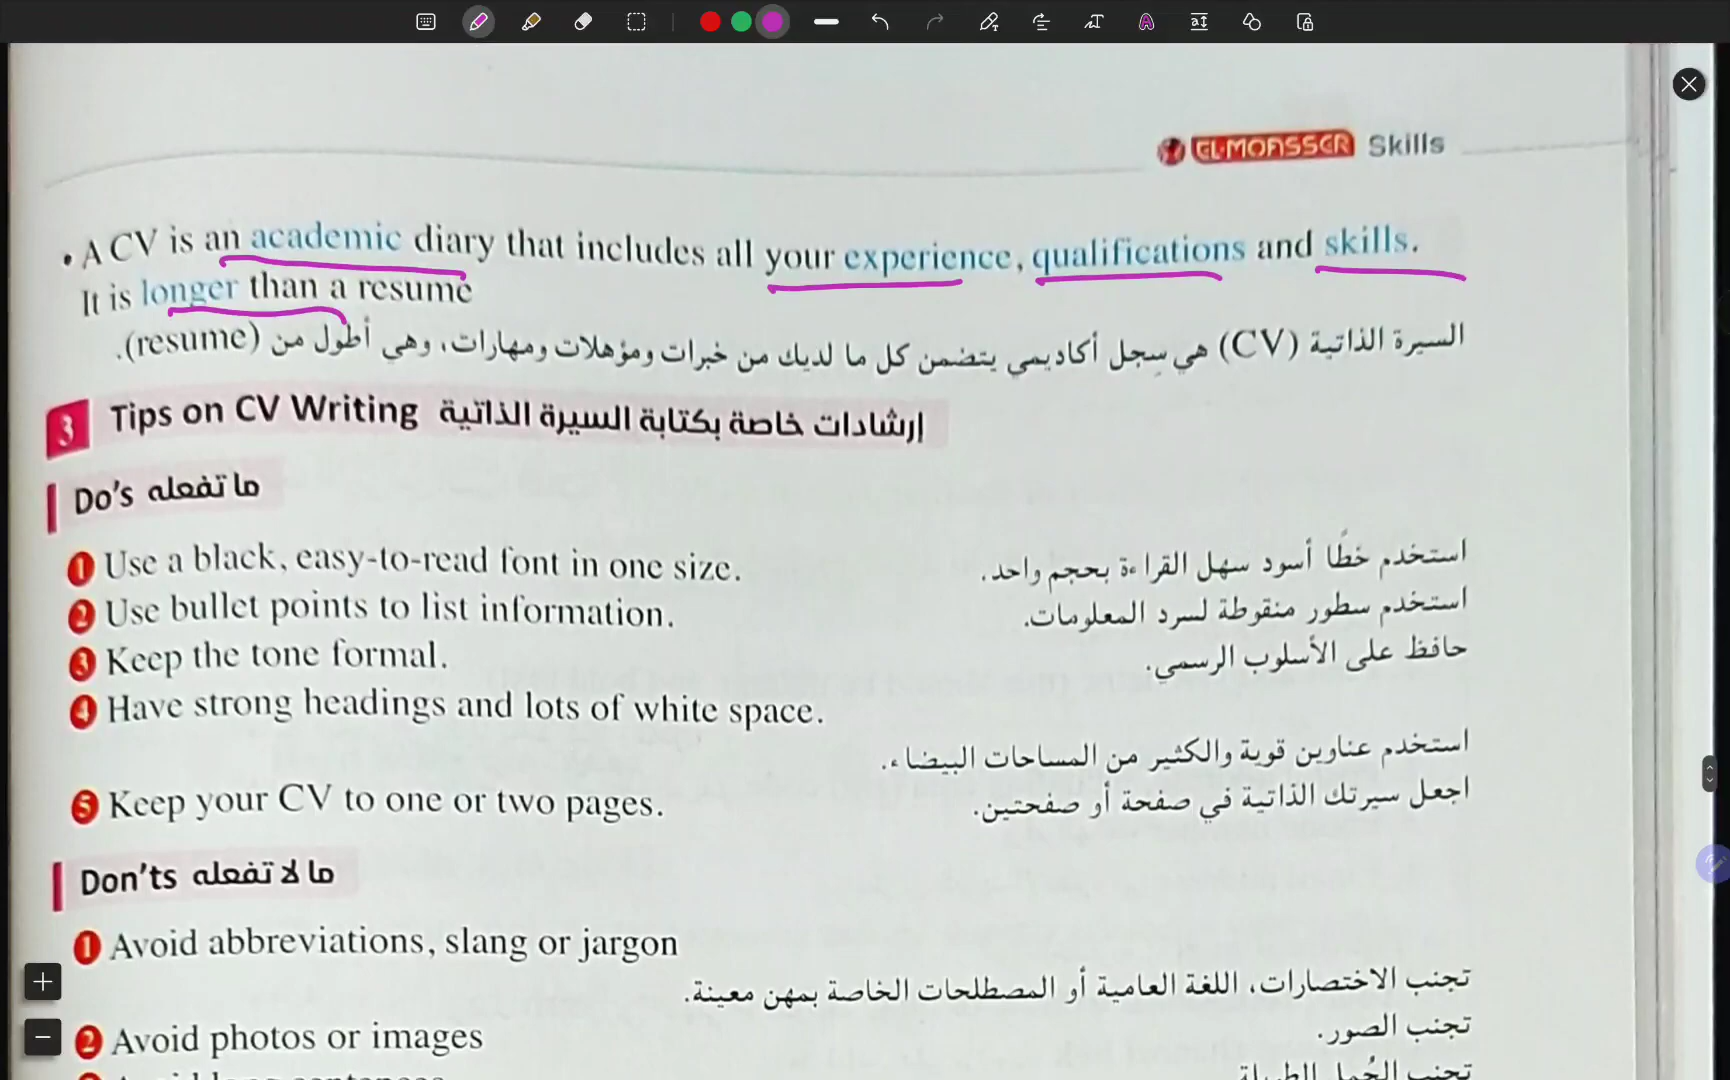 ELMOASSER Skills
• A CV is an academic diary that includes all your experience, qualifications and skills.
It is longer than a resume
السيرة الذاتية (CV) هي سِجل أكاديمي يتضمن كل ما لديك من خبرات ومؤهلات ومهارات، وهي أطول من (resume).
3 Tips on CV Writing إرشادات خاصة بكتابة السيرة الذاتية
Do's ما تفعله
1 Use a black, easy-to-read font in one size. استخدم خطًا أسود سهل القراءة بحجم واحد.
2 Use bullet points to list information. استخدم سطور منقوطة لسرد المعلومات.
3 Keep the tone formal. حافظ على الأسلوب الرسمي.
4 Have strong headings and lots of white space.
استخدم عناوين قوية والكثير من المساحات البيضاء.
5 Keep your CV to one or two pages. اجعل سيرتك الذاتية في صفحة أو صفحتين.
Don'ts ما لا تفعله
1 Avoid abbreviations, slang or jargon
تجنب الاختصارات، اللغة العامية أو المصطلحات الخاصة بمهن معينة.
2 Avoid photos or images تجنب الصور.
تجنب الجُمل الطويلة